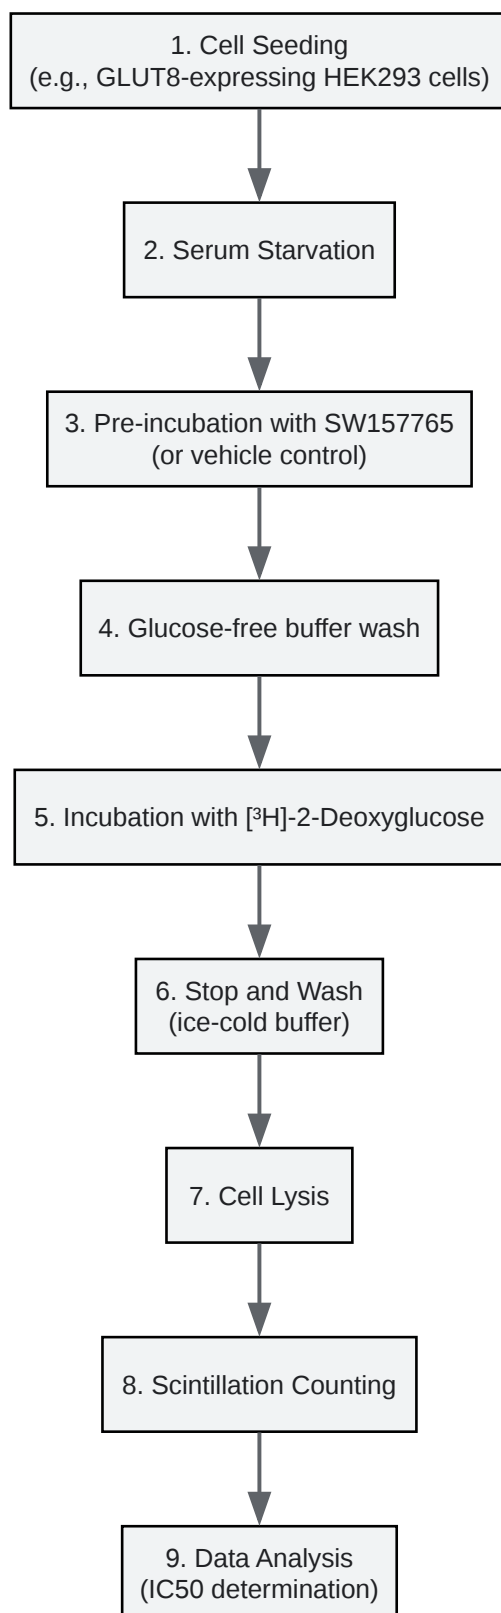 1. Cell Seeding
(e.g., GLUT8-expressing HEK293 cells)
2. Serum Starvation
3. Pre-incubation with SW157765
(or vehicle control)
4. Glucose-free buffer wash
5. Incubation with [³H]-2-Deoxyglucose
6. Stop and Wash
(ice-cold buffer)
7. Cell Lysis
8. Scintillation Counting
9. Data Analysis
(IC50 determination)